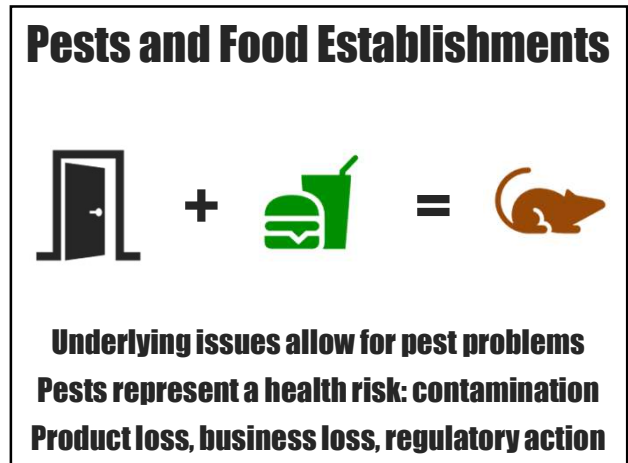 Pests and Food Establishments
+ =
Underlying issues allow for pest problems
Pests represent a health risk: contamination
Product loss, business loss, regulatory action